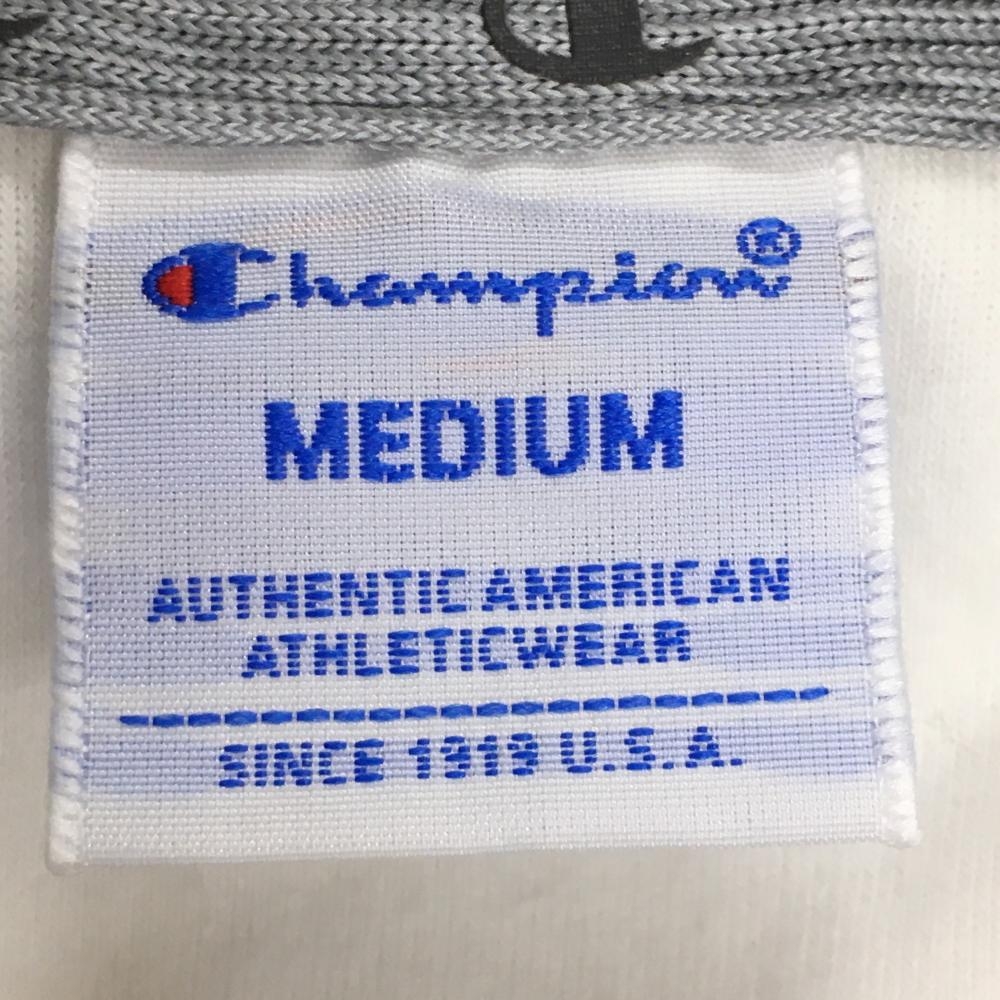 Champion®
MEDIUM
AUTHENTIC AMERICAN
ATHLETICWEAR
SINCE 1919 U.S.A.